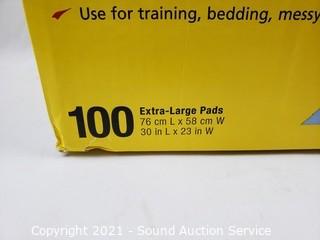 Use for training, bedding, messy
100 Extra-Large Pads
76 cm L x 58 cm W
30 in L x 23 in W
Copyright 2021 - Sound Auction Service